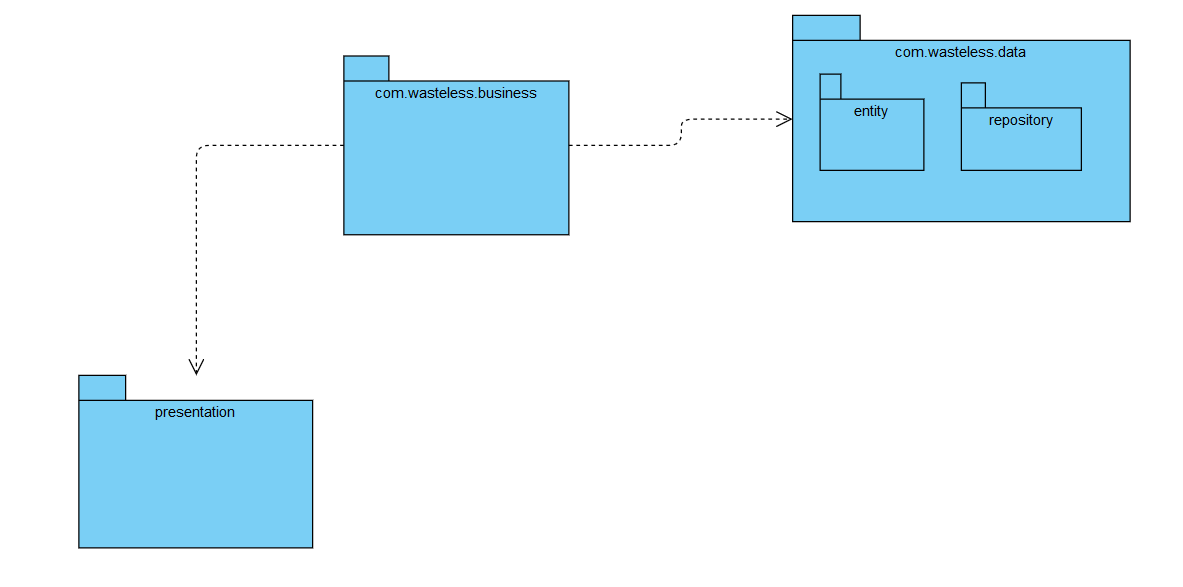 com.wasteless.data
com.wasteless.business
entity
repository
presentation